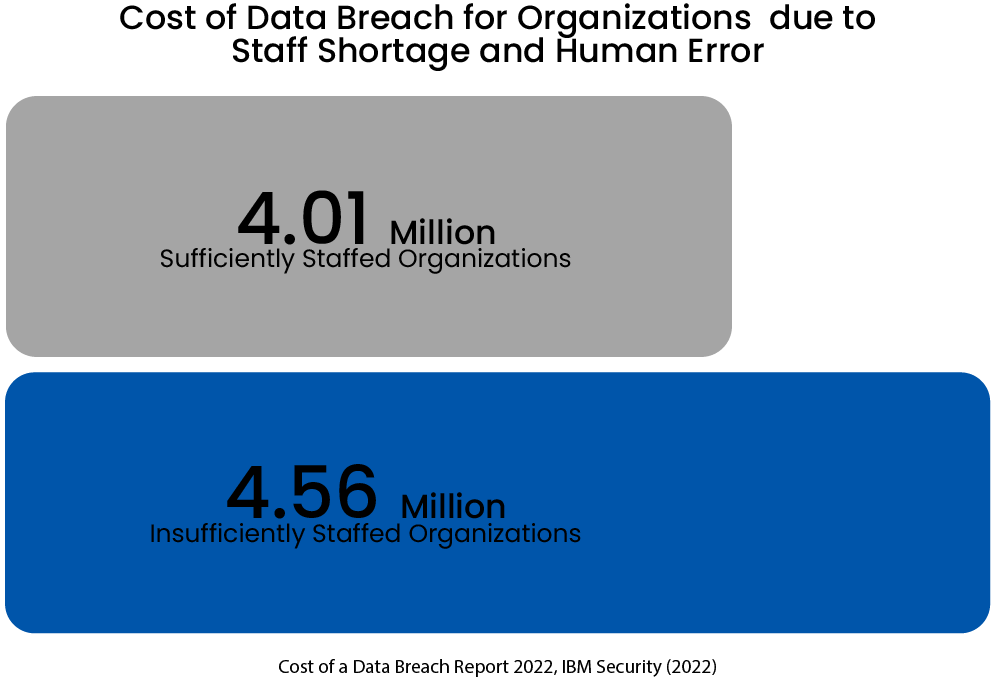 Cost of Data Breach for Organizations  due to
Staff Shortage and Human Error
4.01 Million
Sufficiently Staffed Organizations
4.56 Million
Insufficiently Staffed Organizations
Cost of a Data Breach Report 2022, IBM Security (2022)